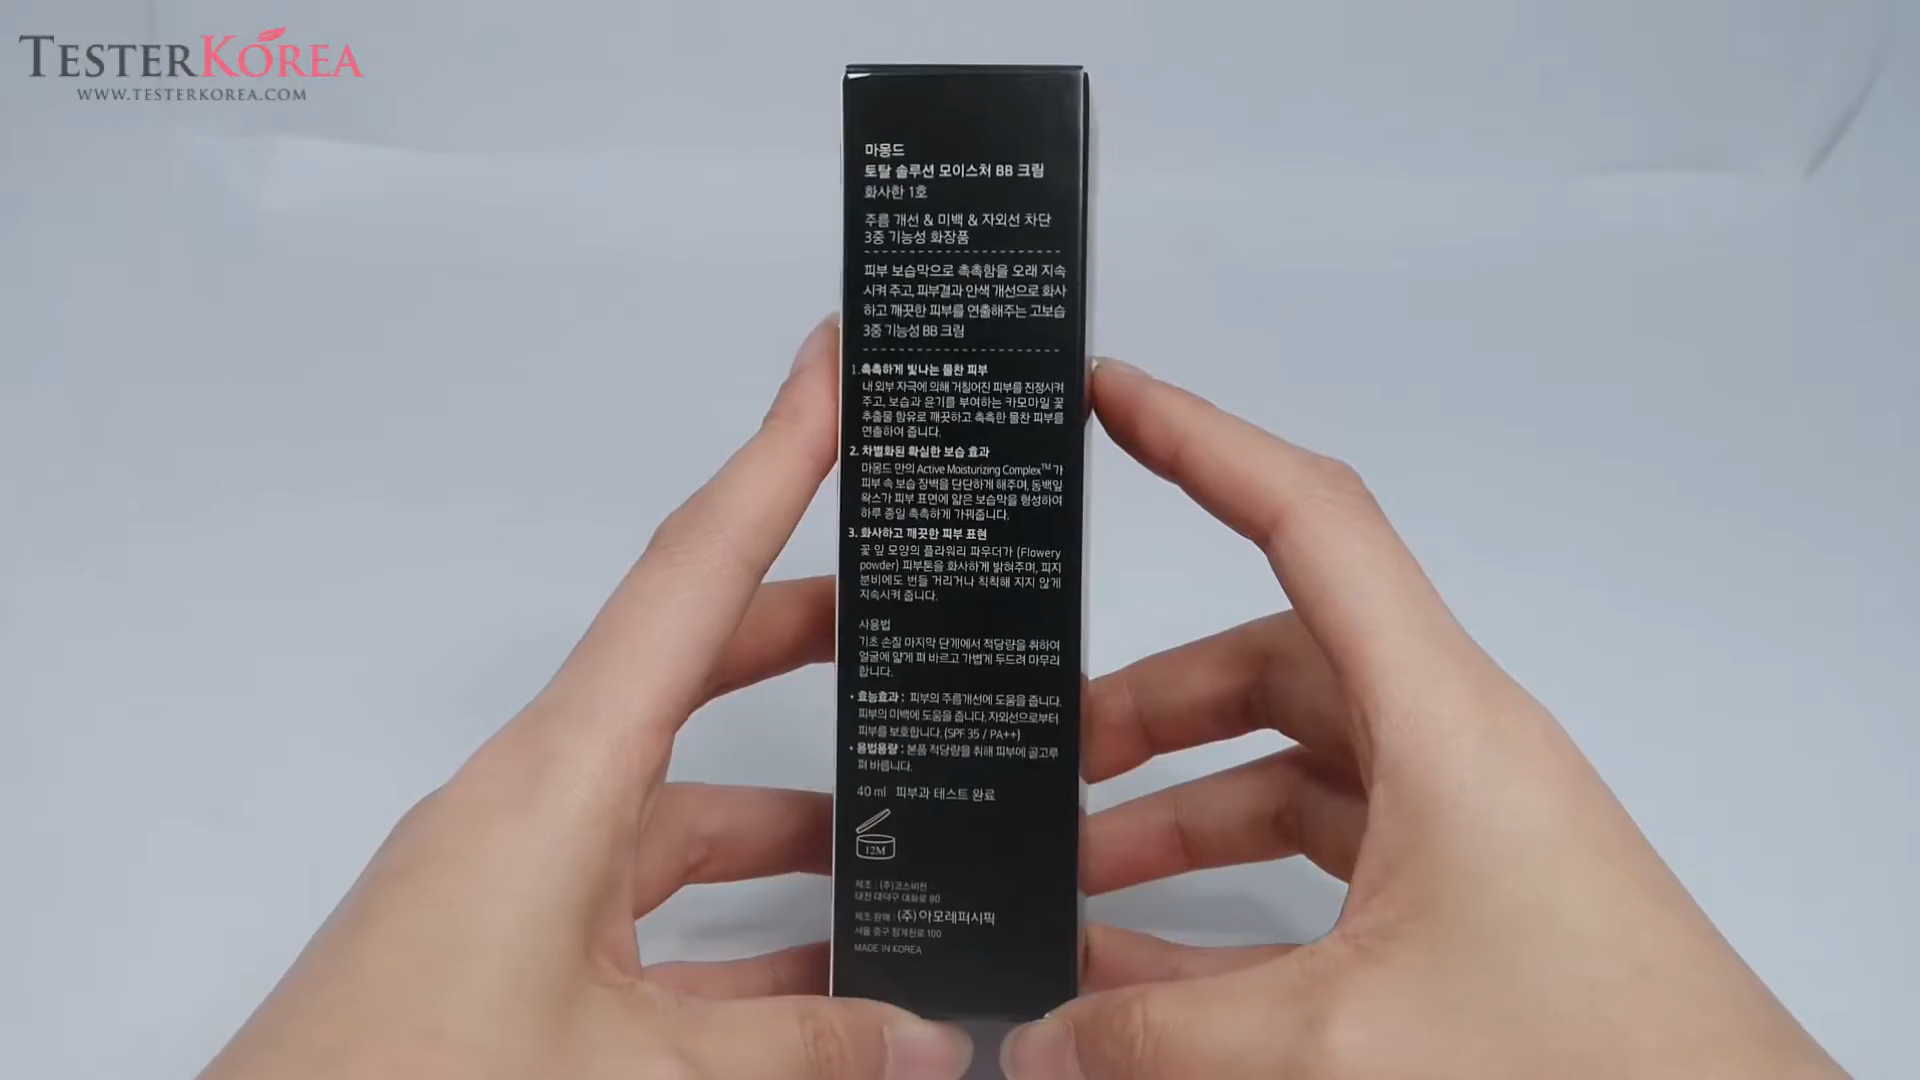 TESTERKOREA
WWW.TESTERKOREA.COM
마몽드
토탈 솔루션 모이스처 BB 크림
화사한 1호
주름 개선 & 미백 & 자외선 차단
3중 기능성 화장품
피부 보습막으로 촉촉함을 오래 지속
시켜 주고, 피부결과 안색 개선으로 화사
하고 깨끗한 피부를 연출해주는 고보습
3중 기능성 BB 크림
1.촉촉하게 빛나는 물찬 피부
내 외부 자극에 의해 거칠어진 피부를 진정시켜
주고, 보습과 윤기를 부여하는 카모마일 꽃
추출물 함유로 깨끗하고 촉촉한 물찬 피부를
연출하여 줍니다.
2. 차별화된 확실한 보습 효과
마몽드 만의 Active Moisturizing Complex™ 가
피부 속 보습 장벽을 단단하게 해주며, 동백잎
왁스가 피부 표면에 얇은 보습막을 형성하여
하루 종일 촉촉하게 가꿔줍니다.
3. 화사하고 깨끗한 피부 표현
꽃 잎 모양의 플라워리 파우더가 (Flowery
powder) 피부톤을 화사하게 밝혀주며, 피지
분비에도 번들 거리거나 칙칙해 지지 않게
지속시켜 줍니다.
사용법
기초 손질 마지막 단계에서 적당량을 취하여
얼굴에 얇게 펴 바르고 가볍게 두드려 마무리
합니다.
• 효능효과 : 피부의 주름개선에 도움을 줍니다.
피부의 미백에 도움을 줍니다. 자외선으로부터
피부를 보호합니다. (SPF 35 / PA++)
• 용법용량 : 본품 적당량을 취해 피부에 골고루
펴 바릅니다.
40 ml 피부과 테스트 완료
12M
제조 : (주)코스비전
대전 대덕구 대화로 80
제조 판매 : (주)아모레퍼시픽
서울 중구 청계천로 100
MADE IN KOREA